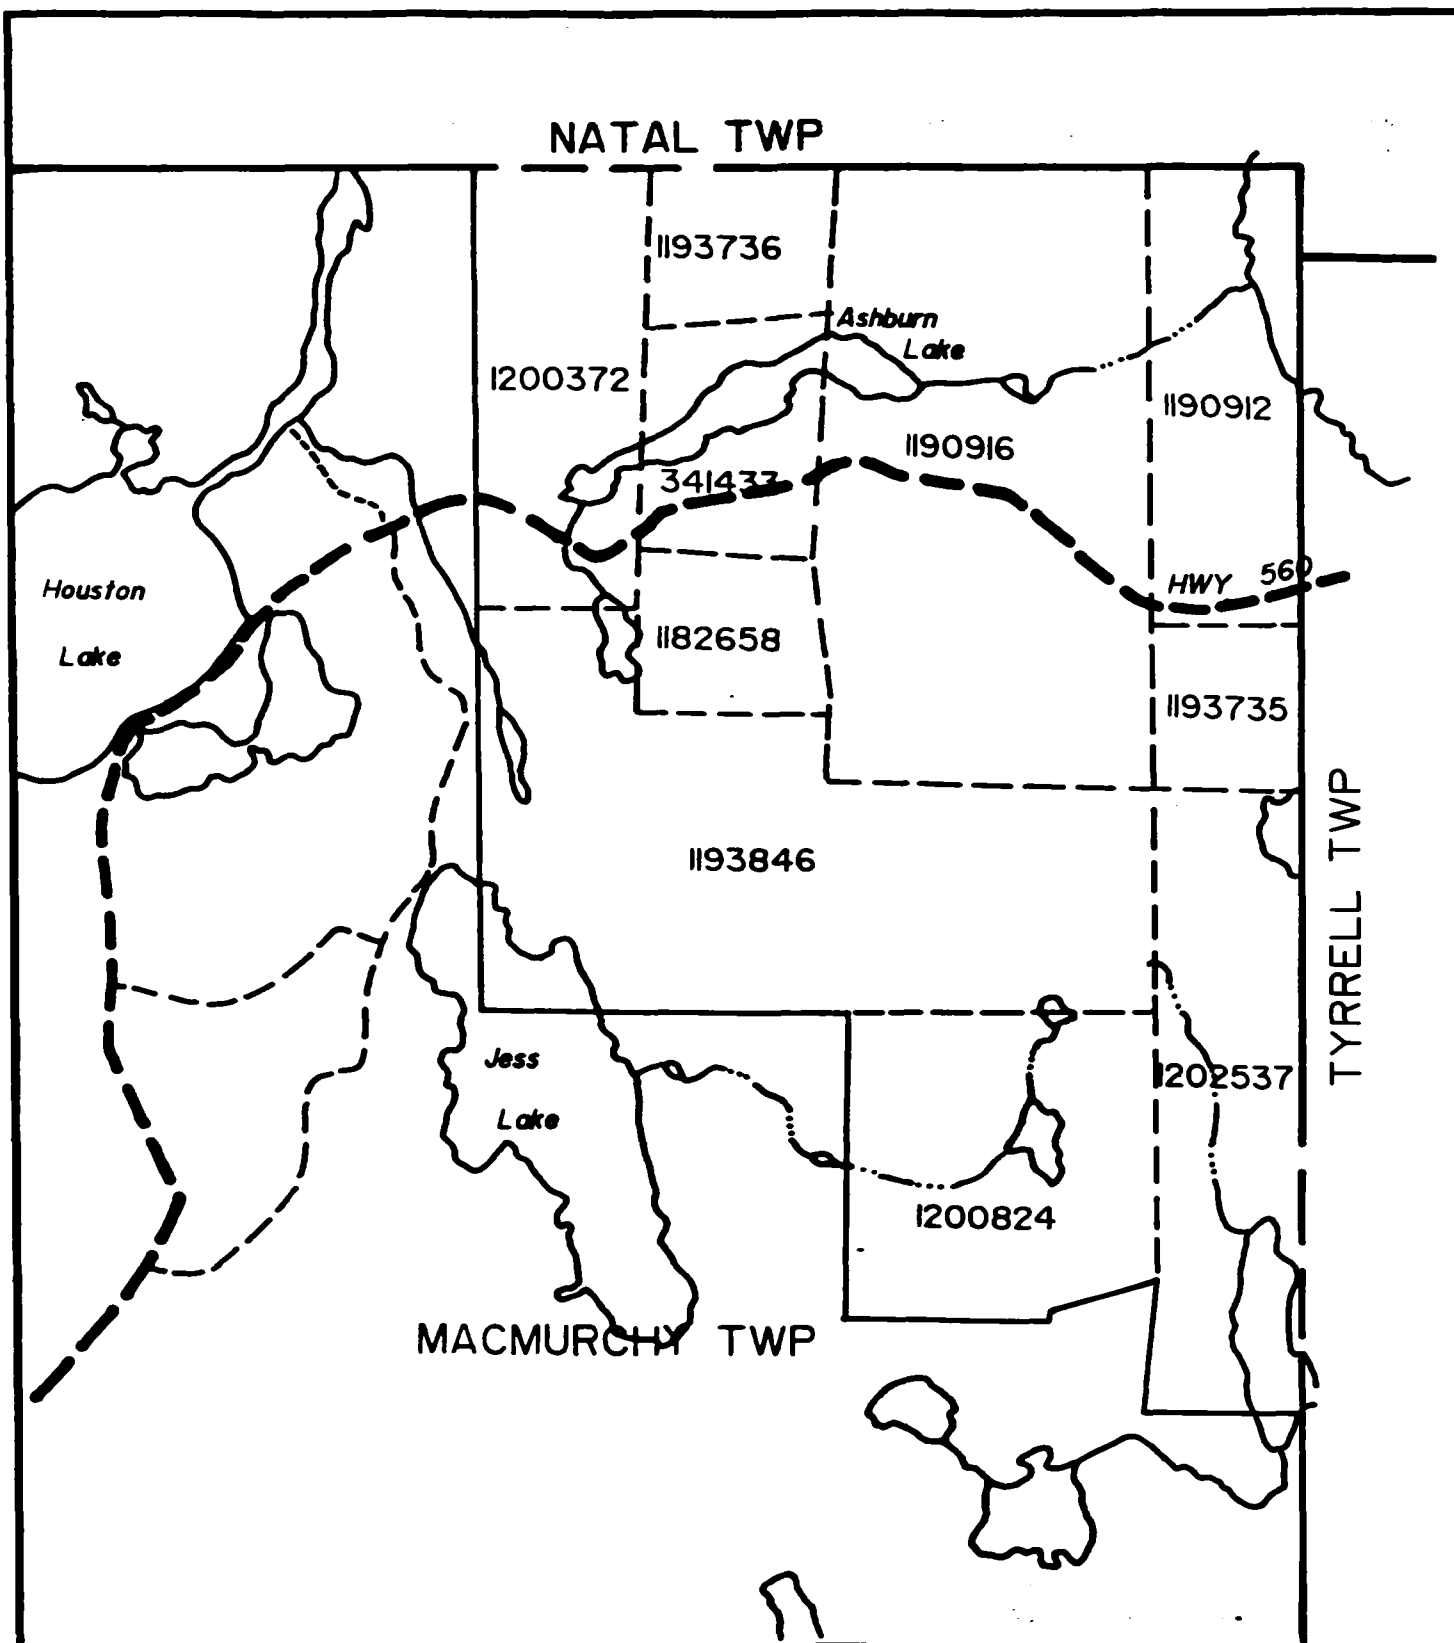 NATAL TWP
1193736
Ashburn
Lake
1200372
1190912
1190916
341433
HWY 560
Houston
Lake
1182658
1193735
TYRRELL TWP
1193846
Jess
Lake
1202537
1200824
MACMURCHY TWP